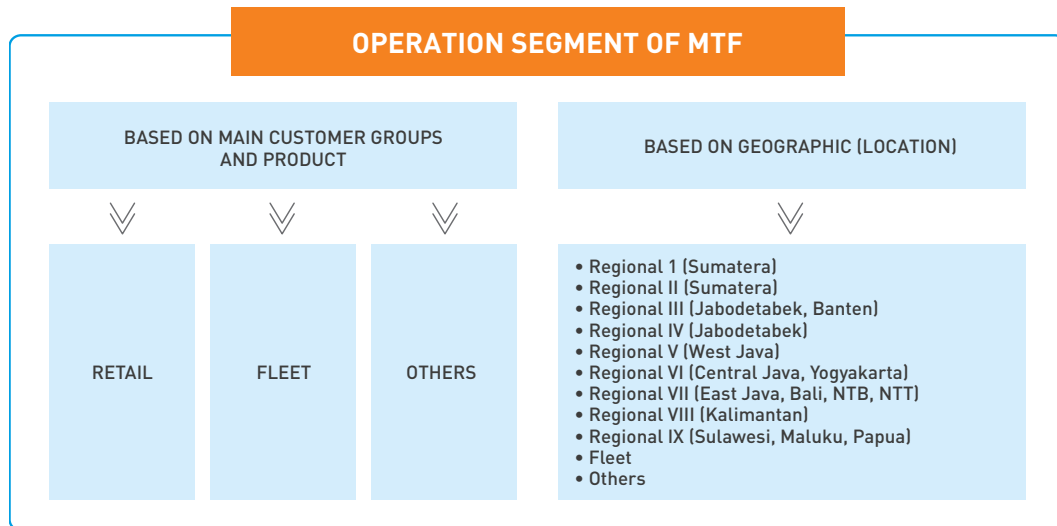 OPERATION SEGMENT OF MTF
BASED ON MAIN CUSTOMER GROUPS
AND PRODUCT
BASED ON GEOGRAPHIC (LOCATION)
RETAIL
FLEET
OTHERS
• Regional 1 (Sumatera)
• Regional II (Sumatera)
• Regional III (Jabodetabek, Banten)
• Regional IV (Jabodetabek)
• Regional V (West Java)
• Regional VI (Central Java, Yogyakarta)
• Regional VII (East Java, Bali, NTB, NTT)
• Regional VIII (Kalimantan)
• Regional IX (Sulawesi, Maluku, Papua)
• Fleet
• Others